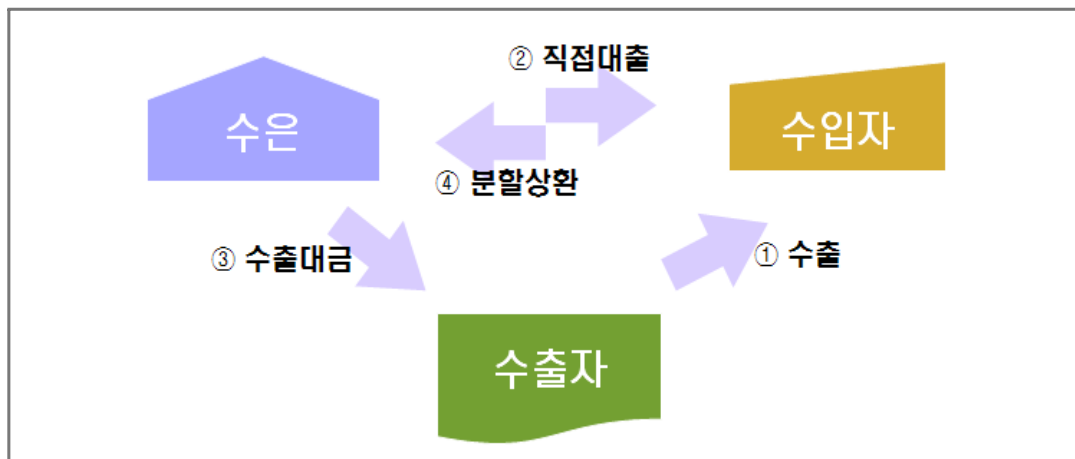 ② 직접대출
수은
수입자
④ 분할상환
③ 수출대금
① 수출
수출자